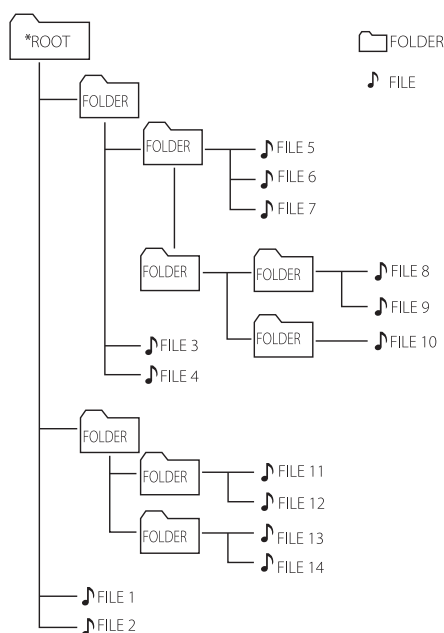 *ROOT
FOLDER
FILE
FOLDER
FOLDER
FILE 5
FILE 6
FILE 7
FOLDER
FOLDER
FILE 8
FILE 9
FOLDER
FILE 10
FILE 3
FILE 4
FOLDER
FOLDER
FILE 11
FILE 12
FOLDER
FILE 13
FILE 14
FILE 1
FILE 2